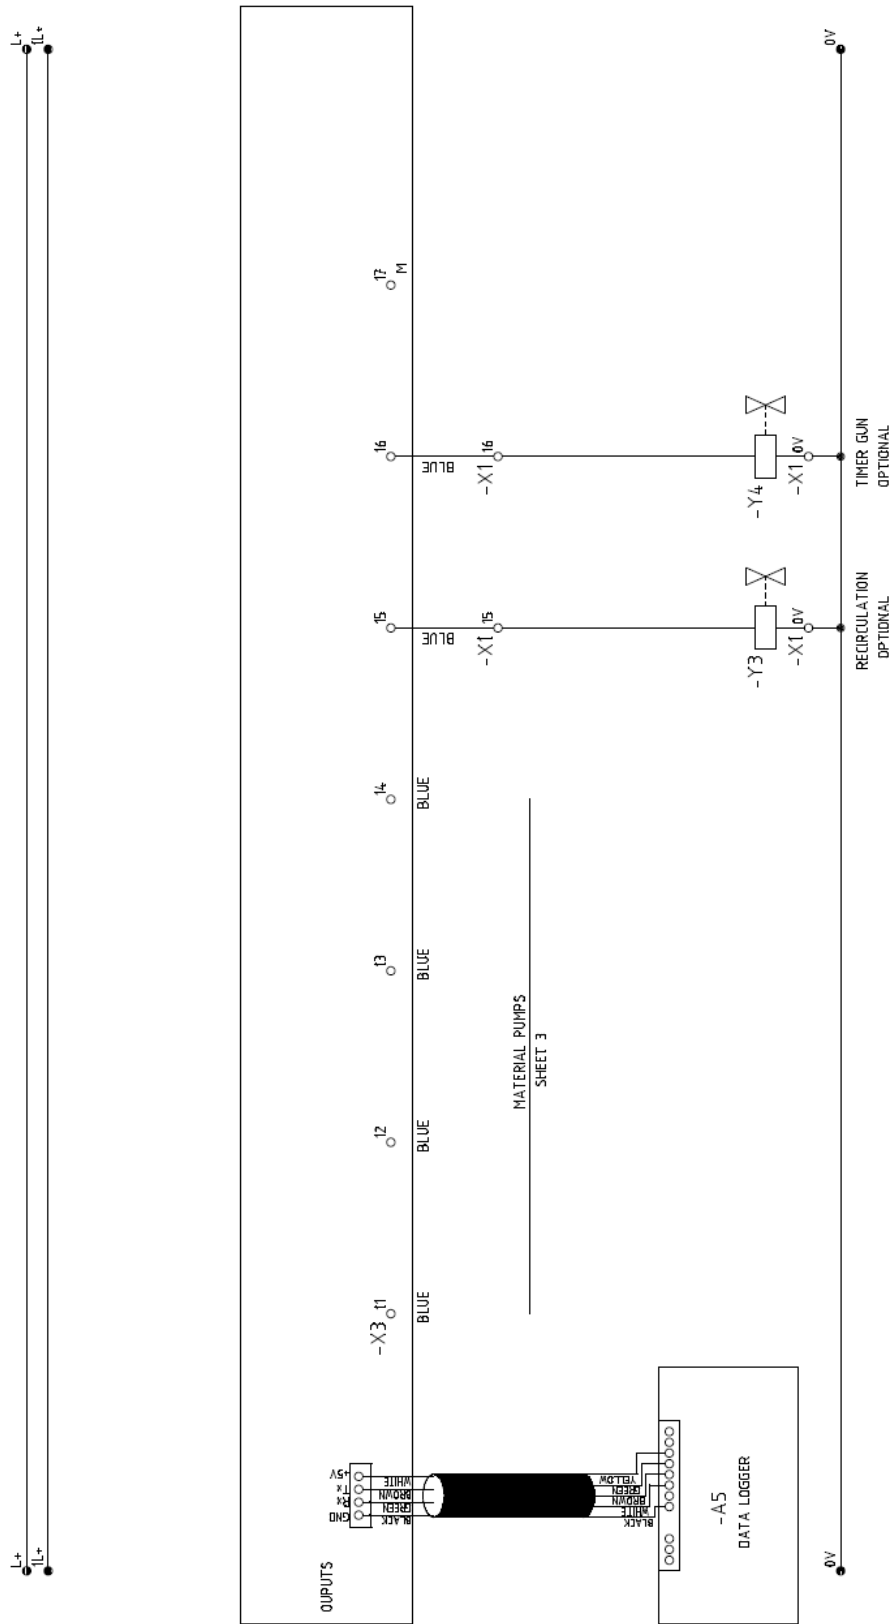 L+
1L+
L+
1L+
OUPUTS
+5V
Tx
Rx
GND
WHITE
BROWN
GREEN
BLACK
YELLOW
GREEN
BROWN
WHITE
BLACK
-A5
DATA LOGGER
-X3
11
BLUE
12
BLUE
13
BLUE
14
BLUE
MATERIAL PUMPS
SHEET 3
15
BLUE
-X1
15
-Y3
-X1
0V
RECIRCULATION
OPTIONAL
16
BLUE
-X1
16
-Y4
-X1
0V
TIMER GUN
OPTIONAL
17
M
0V
0V